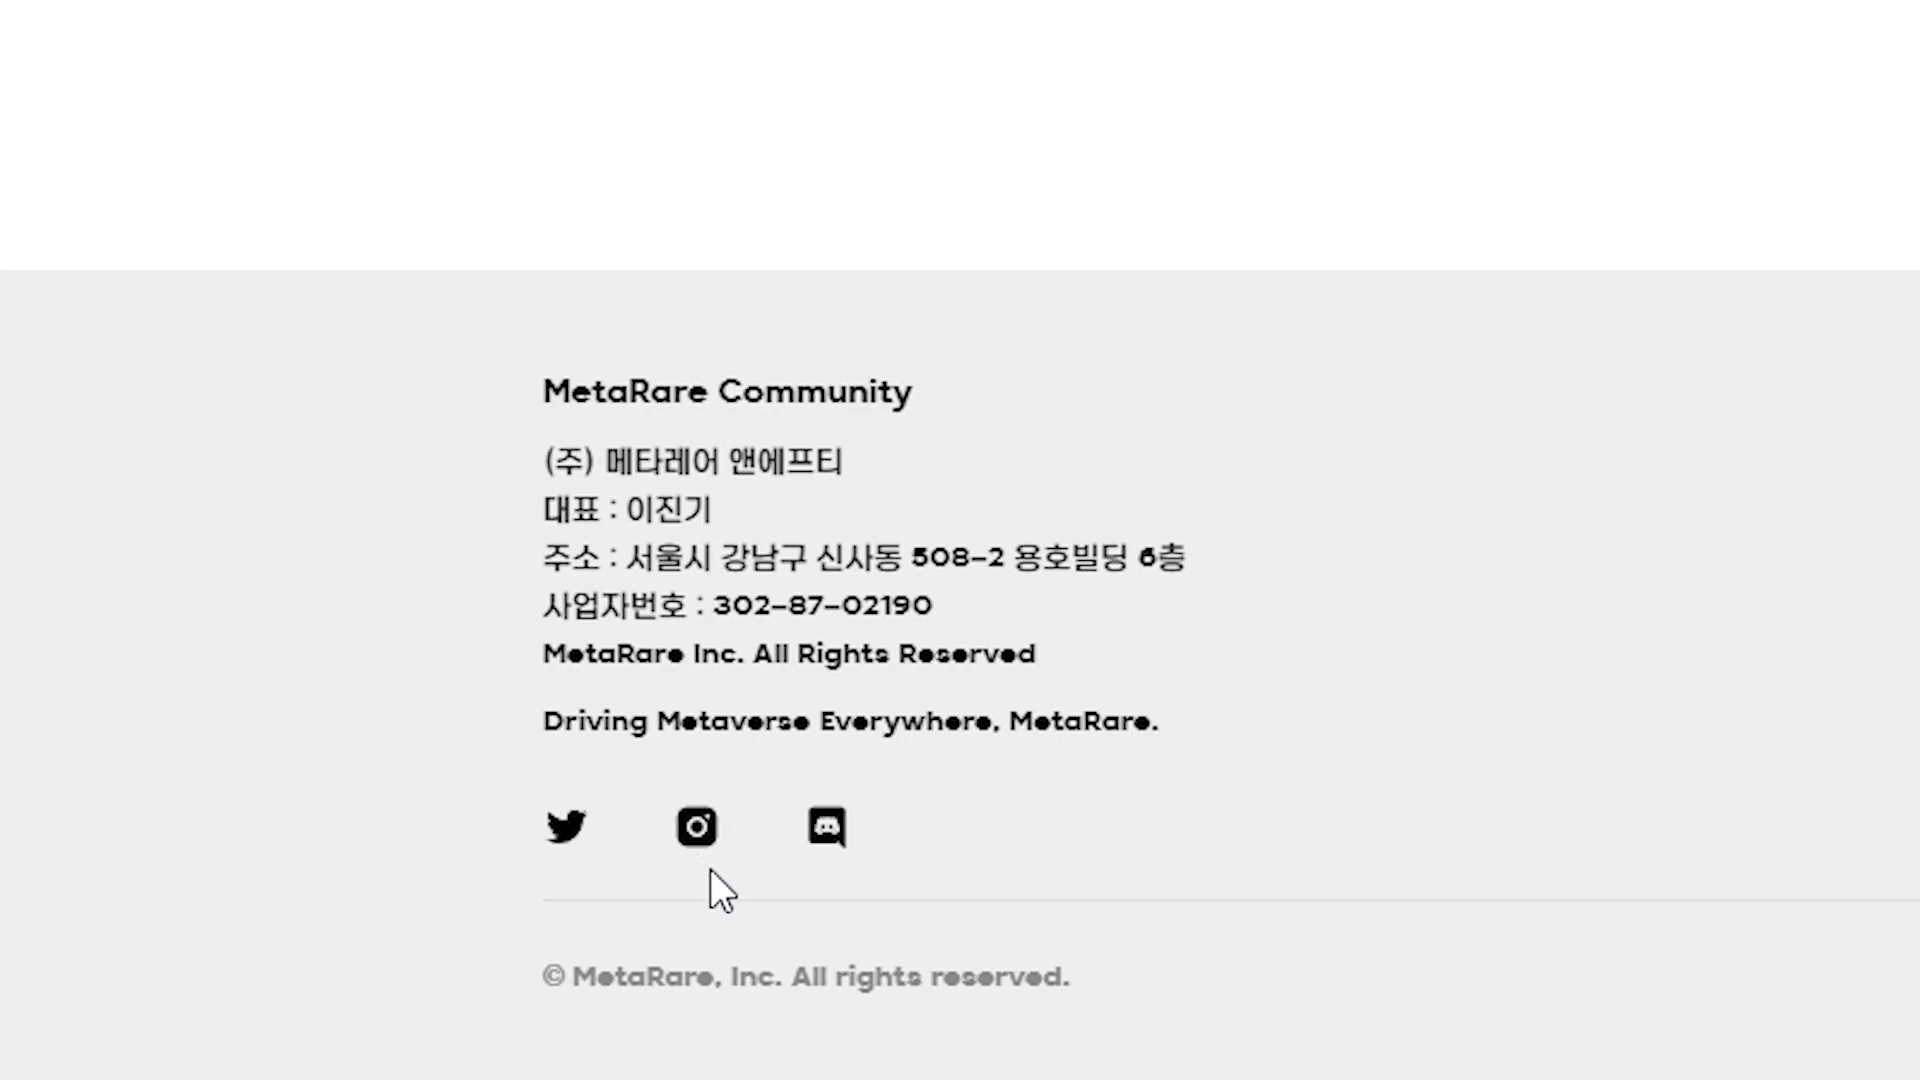 MetaRare Community
(주) 메타레어 앤에프티
대표 : 이진기
주소 : 서울시 강남구 신사동 508-2 용호빌딩 6층
사업자번호 : 302-87-02190
MetaRare Inc. All Rights Reserved
Driving Metaverse Everywhere, MetaRare.
© MetaRare, Inc. All rights reserved.